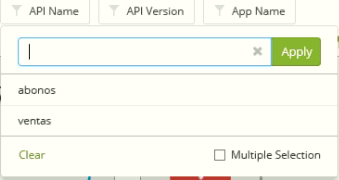 API Name API Version App Name
Apply
abonos
ventas
Clear Multiple Selection